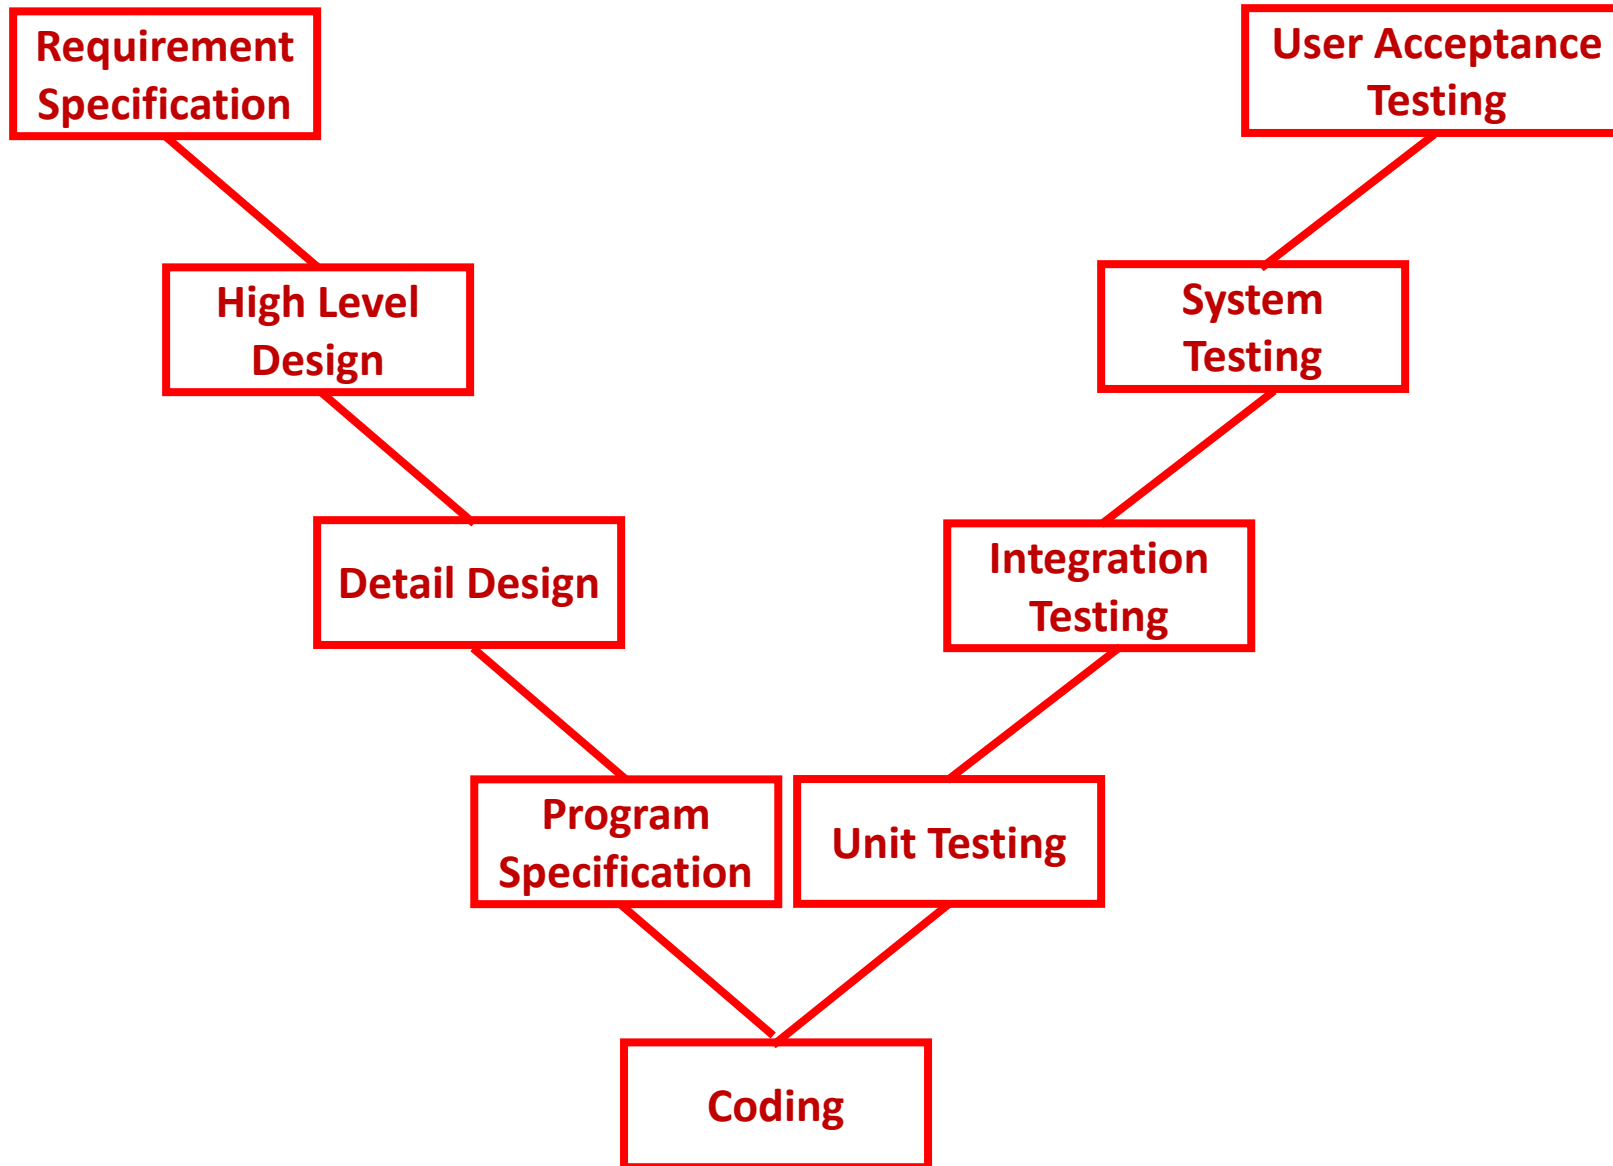 Requirement
Specification
User Acceptance
Testing
High Level
Design
System
Testing
Detail Design
Integration
Testing
Program
Specification
Unit Testing
Coding